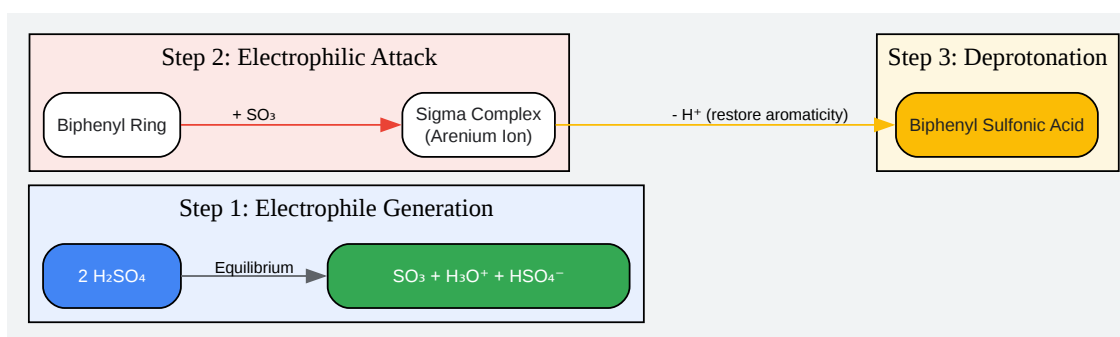 Step 2: Electrophilic Attack
Biphenyl Ring
+ SO₃
Sigma Complex
(Arenium Ion)
- H⁺ (restore aromaticity)
Step 3: Deprotonation
Biphenyl Sulfonic Acid
Step 1: Electrophile Generation
2 H₂SO₄
Equilibrium
SO₃ + H₃O⁺ + HSO₄⁻